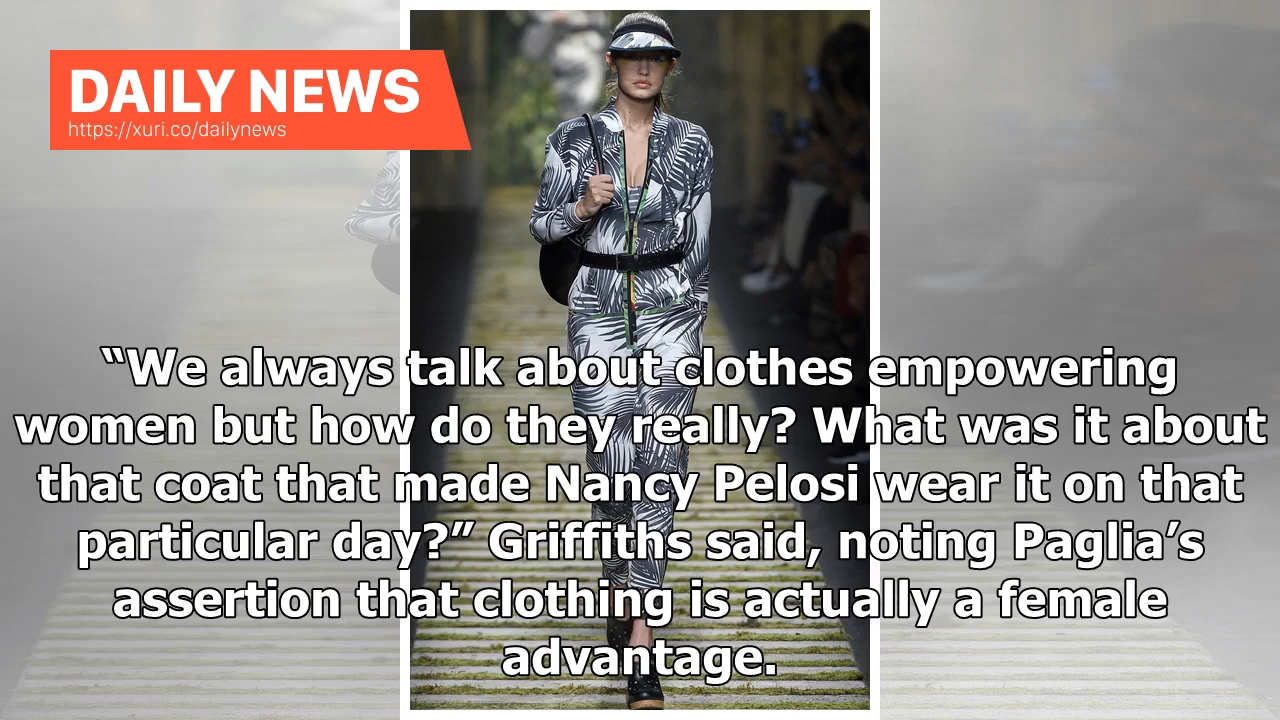 DAILY NEWS
https://xuri.co/dailynews
“We always talk about clothes empowering
women but how do they really? What was it about
that coat that made Nancy Pelosi wear it on that
particular day?” Griffiths said, noting Paglia’s
assertion that clothing is actually a female
advantage.